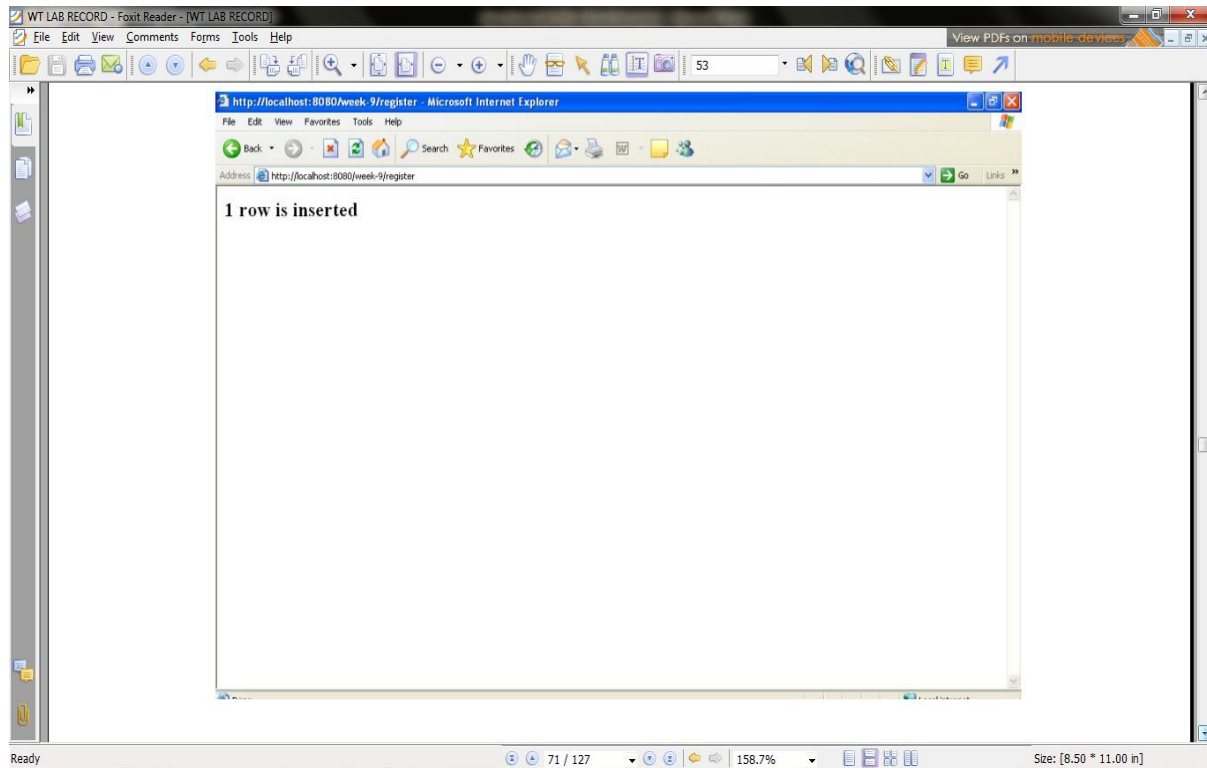 WT LAB RECORD - Foxit Reader - [WT LAB RECORD]
File Edit View Comments Forms Tools Help
View PDFs on mobile devices
53
http://localhost:8080/week-9/register - Microsoft Internet Explorer
File Edit View Favorites Tools Help
Back Search Favorites
Address http://localhost:8080/week-9/register Go Links
1 row is inserted
Ready 71 / 127 158.7% Size: [8.50 * 11.00 in]